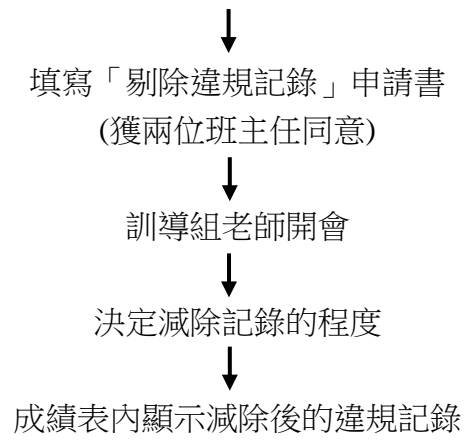 填寫「剔除違規記錄」申請書
(獲兩位班主任同意)
訓導組老師開會
決定減除記錄的程度
成績表內顯示減除後的違規記錄